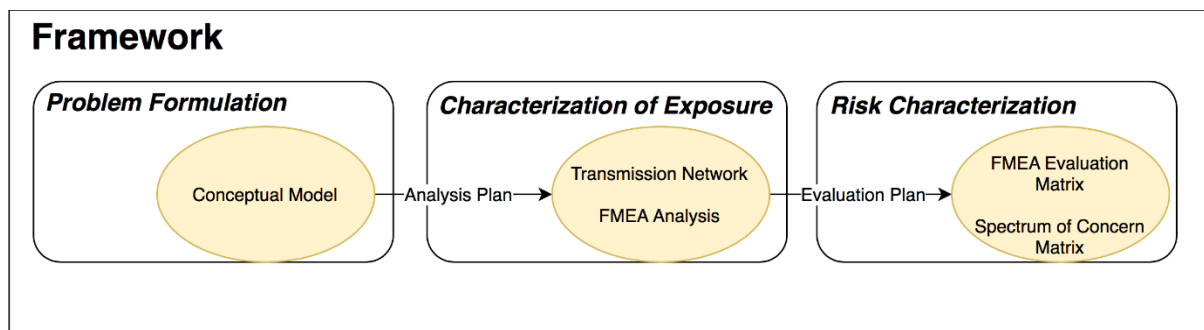 Framework
Problem Formulation
Conceptual Model
Analysis Plan
Characterization of Exposure
Transmission Network
FMEA Analysis
Evaluation Plan
Risk Characterization
FMEA Evaluation
Matrix
Spectrum of Concern
Matrix